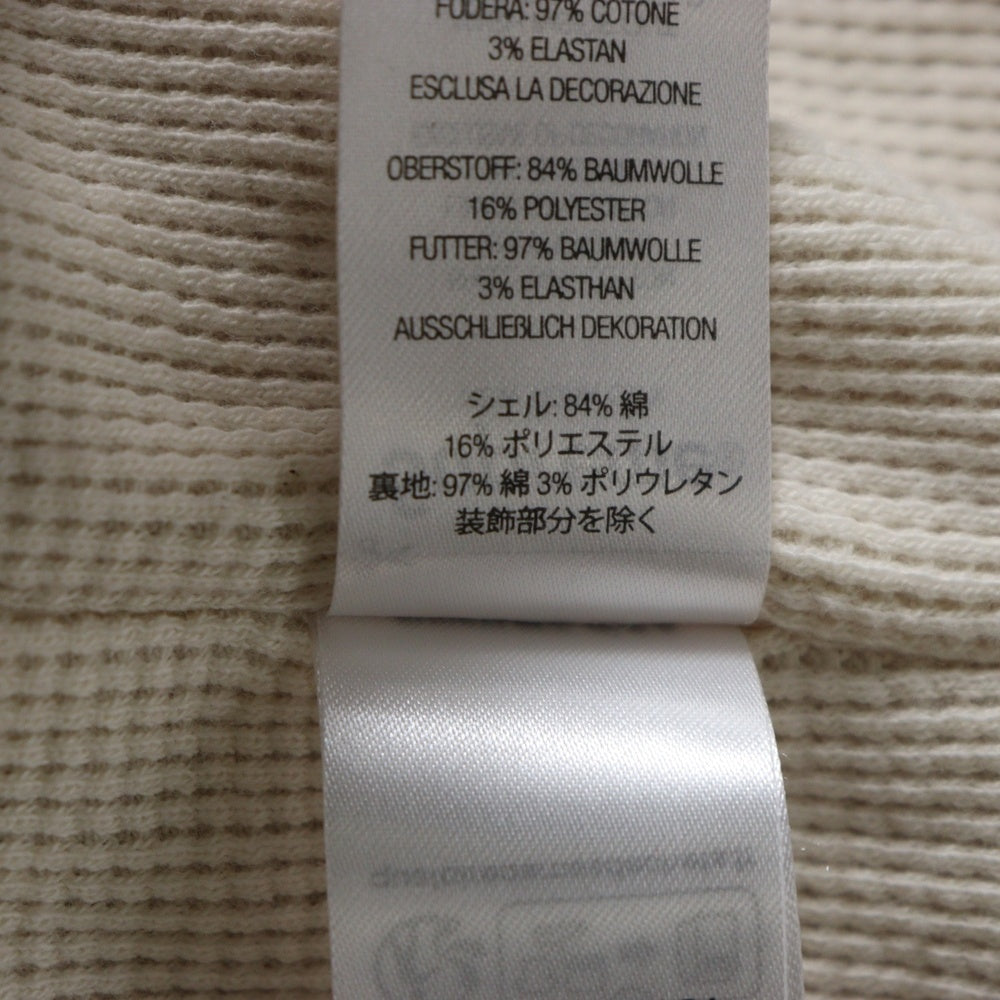 FODERA: 97% COTONE
3% ELASTAN
ESCLUSA LA DECORAZIONE
OBERSTOFF: 84% BAUMWOLLE
16% POLYESTER
FUTTER: 97% BAUMWOLLE
3% ELASTHAN
AUSSCHLIEßLICH DEKORATION
シェル: 84% 綿
16% ポリエステル
裏地: 97% 綿 3% ポリウレタン
装飾部分を除く